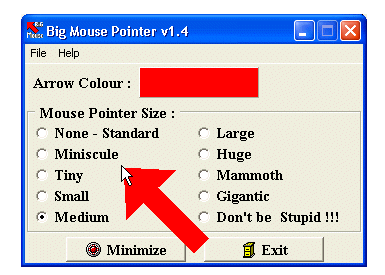 Big Mouse Pointer v1.4
File Help
Arrow Colour :
Mouse Pointer Size :
None - Standard
Miniscule
Tiny
Small
Medium
Large
Huge
Mammoth
Gigantic
Don't be Stupid !!!
Minimize
Exit